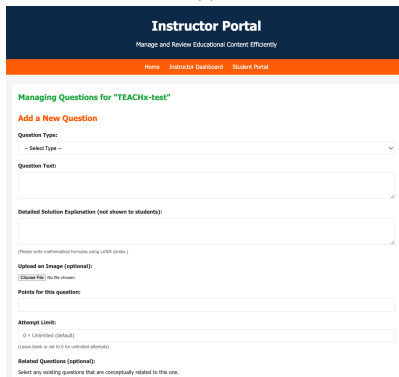 Instructor Portal
Manage and Review Educational Content Efficiently
Home Instructor Dashboard Student Portal
Managing Questions for "TEACHx-test"
Add a New Question
Question Type:
-- Select Type --
Question Text:
Detailed Solution Explanation (not shown to students):
(Please write mathematical formulas using LaTeX syntax.)
Upload an Image (optional):
Choose File No file chosen
Points for this question:
Attempt Limit:
0 = Unlimited (default)
(Leave blank or set to 0 for unlimited attempts)
Related Questions (optional):
Select any existing questions that are conceptually related to this one.